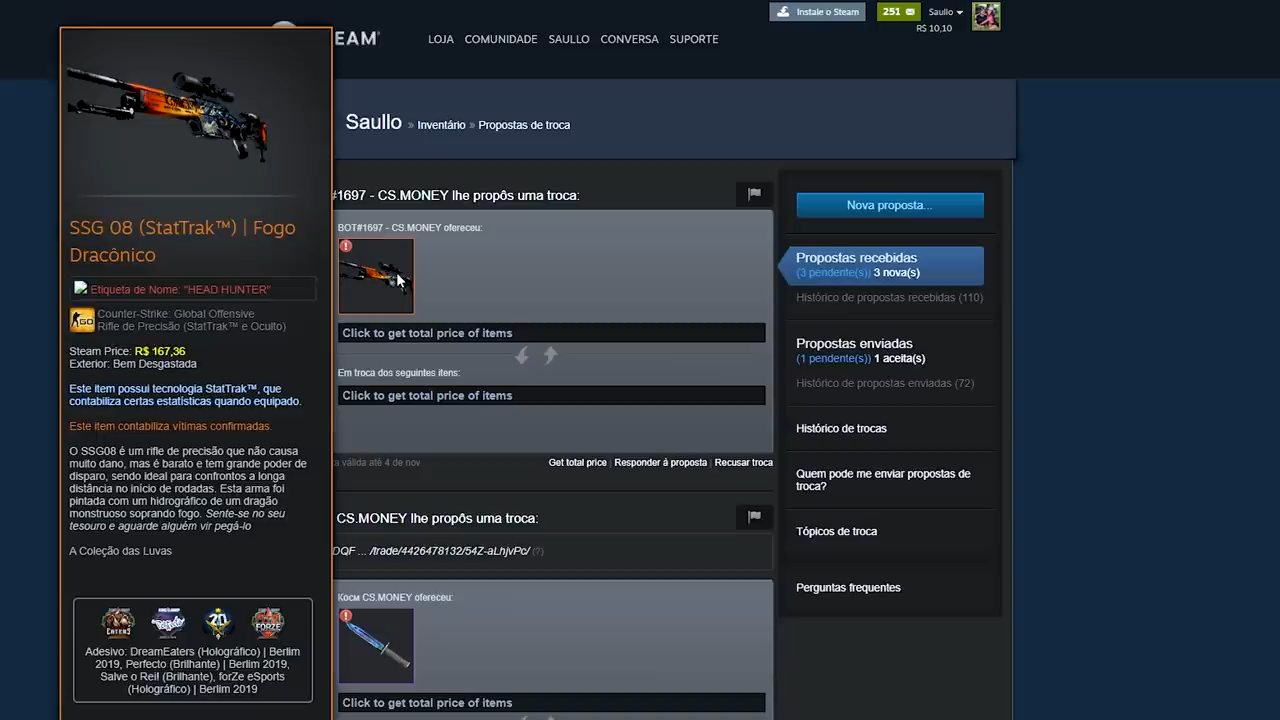 Instale o Steam
251
Saullo
R$ 10,10
EAM
LOJA COMUNIDADE SAULLO CONVERSA SUPORTE
Saullo » Inventário » Propostas de troca
SSG 08 (StatTrak™) | Fogo
Dracônico
Etiqueta de Nome: "HEAD HUNTER"
Counter-Strike: Global Offensive
Rifle de Precisão (StatTrak™ e Oculto)
Steam Price: R$ 167,36
Exterior: Bem Desgastada
Este item possui tecnologia StatTrak™, que
contabiliza certas estatísticas quando equipado.
Este item contabiliza vítimas confirmadas.
O SSG08 é um rifle de precisão que não causa
muito dano, mas é barato e tem grande poder de
disparo, sendo ideal para confrontos a longa
distância no início de rodadas. Esta arma foi
pintada com um hidrográfico de um dragão
monstruoso soprando fogo. Sente-se no seu
tesouro e aguarde alguém vir pegá-lo
A Coleção das Luvas
Adesivo: DreamEaters (Holográfico) | Berlim
2019, Perfecto (Brilhante) | Berlim 2019,
Salve o Rei! (Brilhante), forZe eSports
(Holográfico) | Berlim 2019
#1697 - CS.MONEY lhe propôs uma troca:
BOT#1697 - CS.MONEY ofereceu:
Click to get total price of items
Em troca dos seguintes itens:
Click to get total price of items
a válida até 4 de nov
Get total price | Responder à proposta | Recusar troca
CS.MONEY lhe propôs uma troca:
DQF ... /trade/4426478132/54Z-aLhjvPc/ (?)
Косм CS.MONEY ofereceu:
Click to get total price of items
Nova proposta...
Propostas recebidas
(3 pendente(s)) 3 nova(s)
Histórico de propostas recebidas (110)
Propostas enviadas
(1 pendente(s)) 1 aceita(s)
Histórico de propostas enviadas (72)
Histórico de trocas
Quem pode me enviar propostas de
troca?
Tópicos de troca
Perguntas frequentes